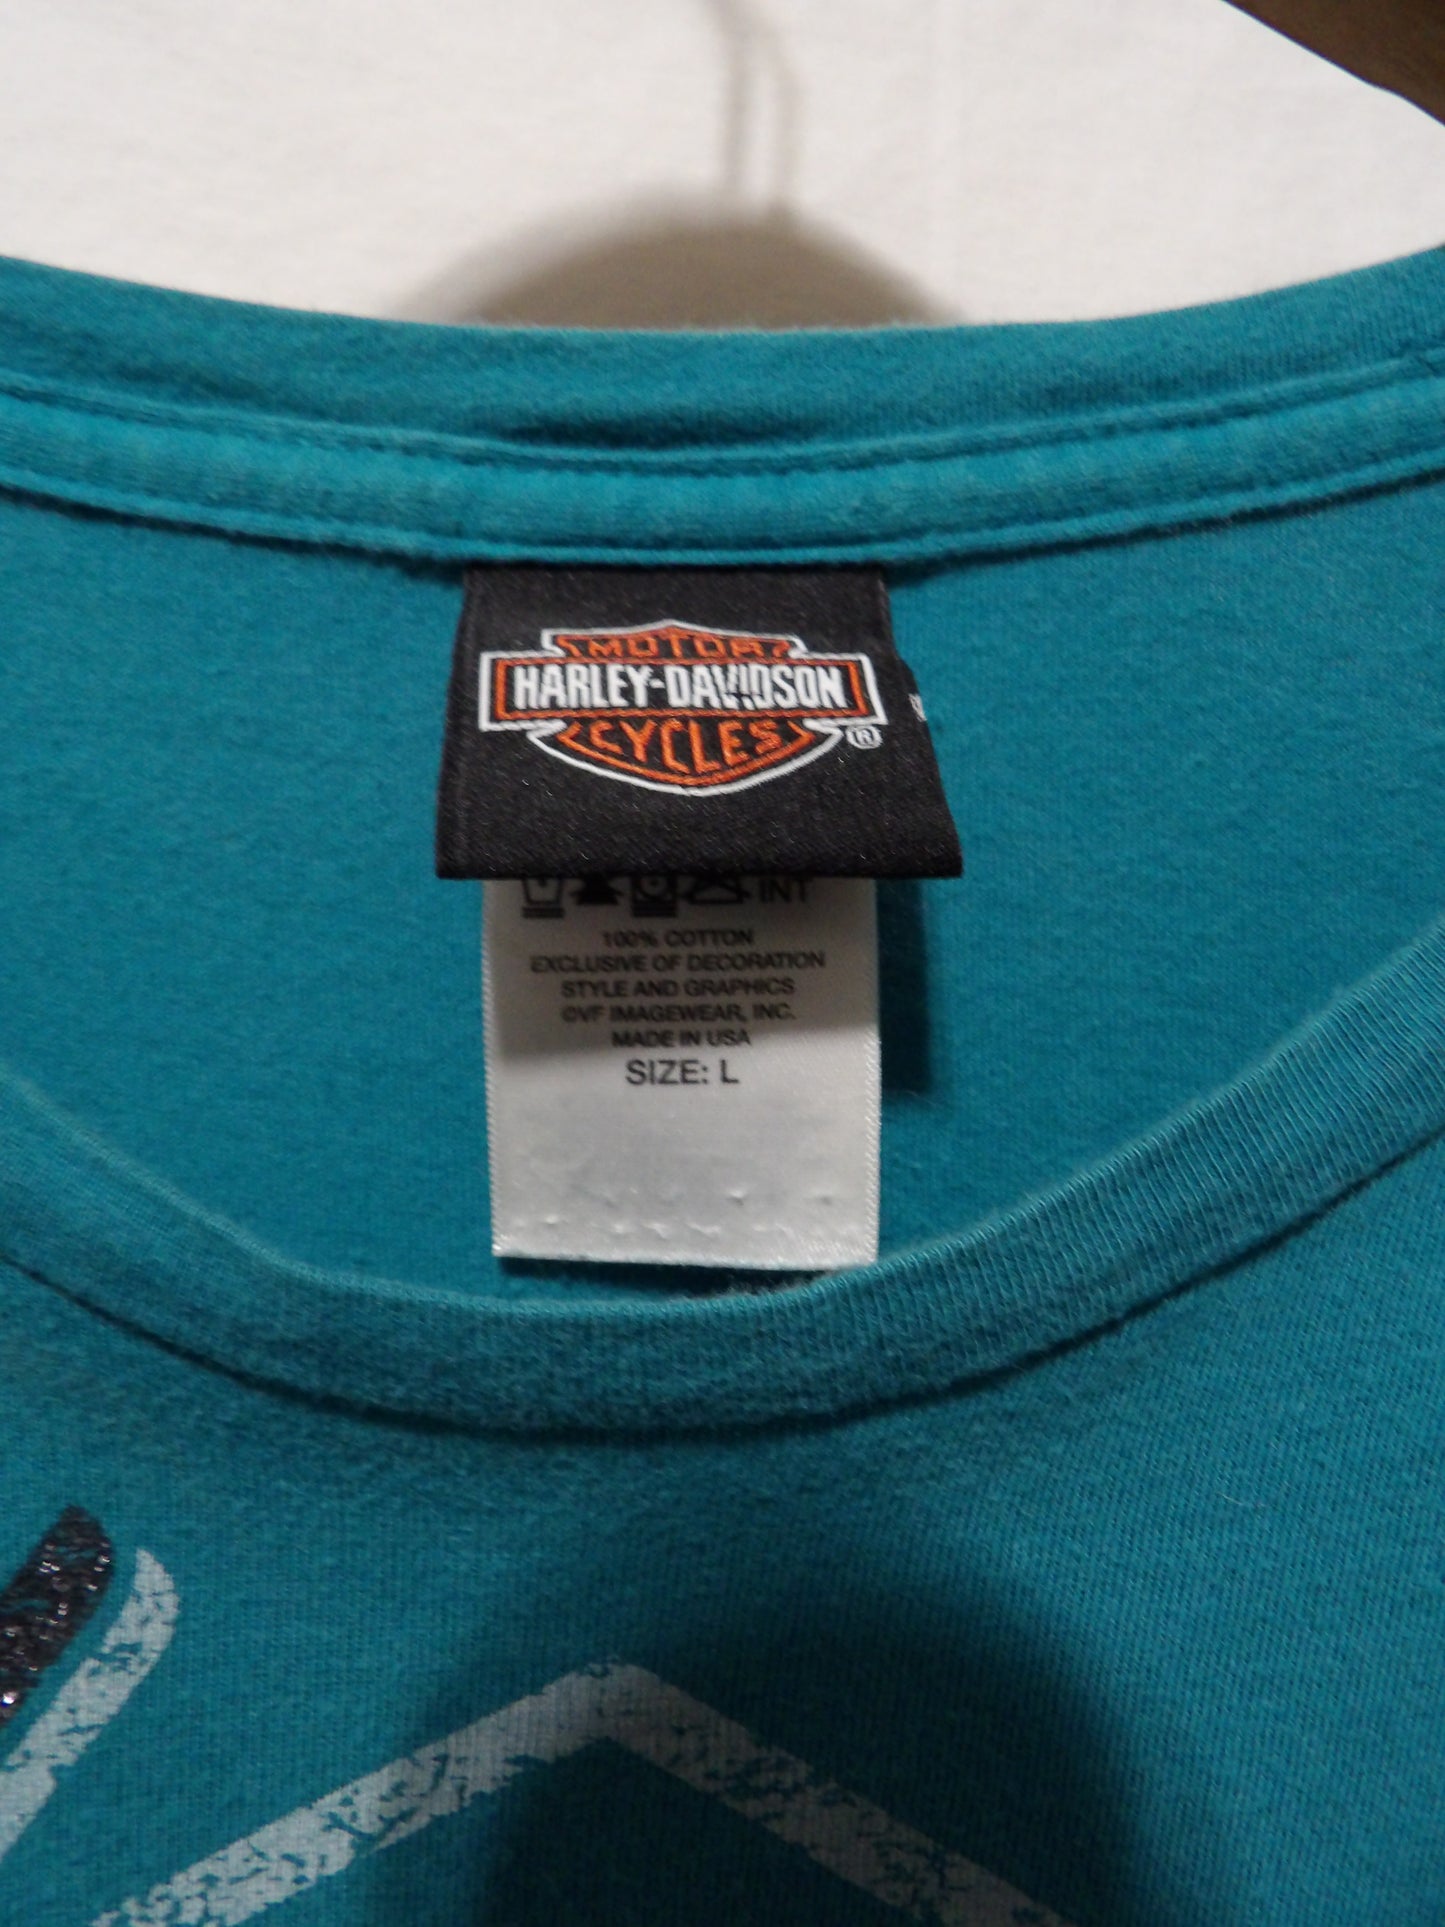 MOTOR
HARLEY-DAVIDSON
CYCLES
®
INT
100% COTTON
EXCLUSIVE OF DECORATION
STYLE AND GRAPHICS
©VF IMAGEWEAR, INC.
MADE IN USA
SIZE: L